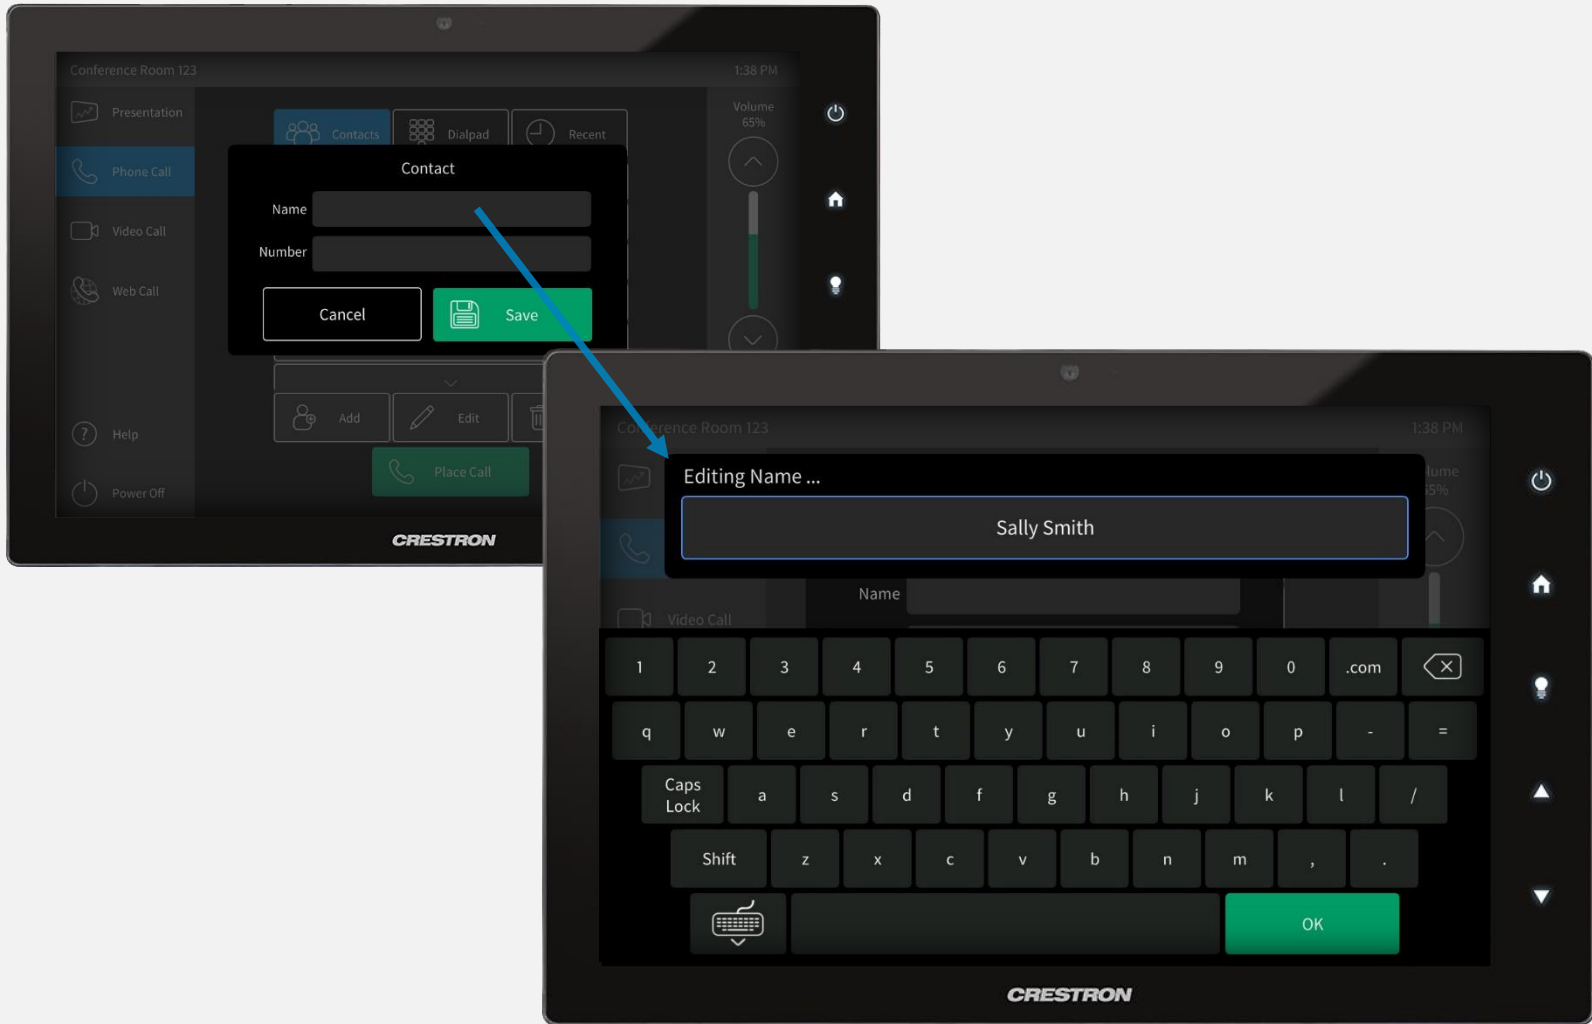 Conference Room 123
1:38 PM
Presentation
Phone Call
Video Call
Web Call
Help
Power Off
Contacts
Dialpad
Recent
Volume
65%
Contact
Name
Number
Cancel
Save
Add
Edit
Place Call
CRESTRON
Conference Room 123
1:38 PM
Editing Name ...
Sally Smith
lume
5%
Name
Video Call
1 2 3 4 5 6 7 8 9 0 .com
q w e r t y u i o p - =
Caps
Lock
a s d f g h j k l /
Shift z x c v b n m , .
OK
CRESTRON